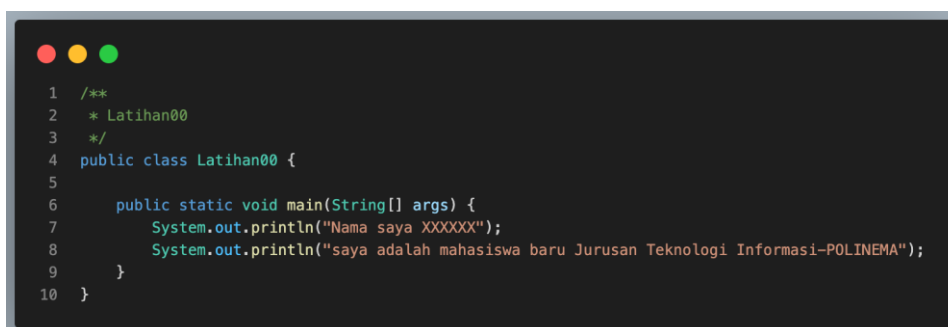 1 /**
2 * Latihan00
3 */
4 public class Latihan00 {
5
6 public static void main(String[] args) {
7 System.out.println("Nama saya XXXXXX");
8 System.out.println("saya adalah mahasiswa baru Jurusan Teknologi Informasi-POLINEMA");
9 }
10 }